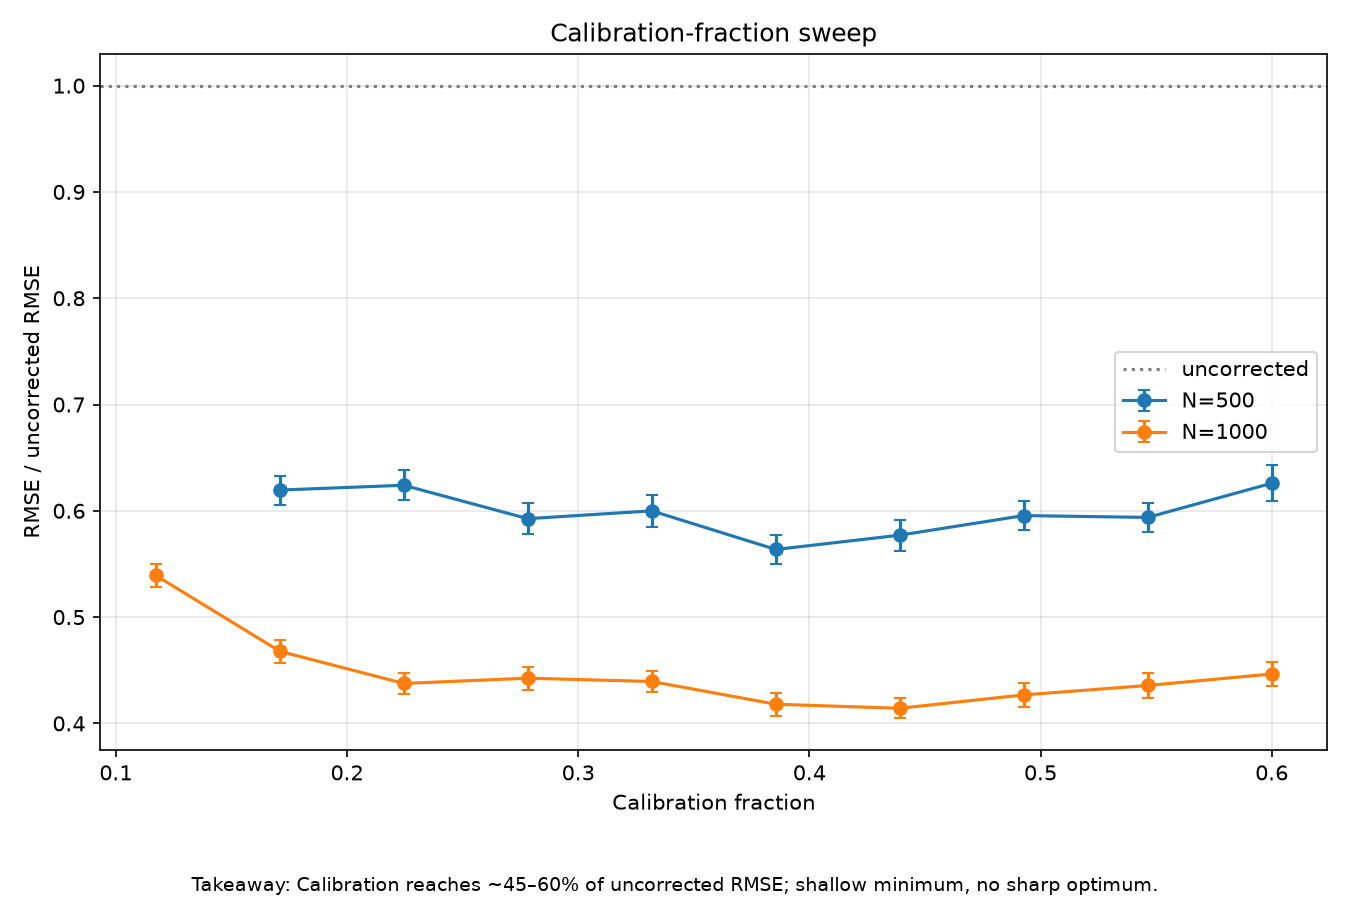 Calibration-fraction sweep
RMSE / uncorrected RMSE
1.0
0.9
0.8
0.7
0.6
0.5
0.4
uncorrected
N=500
N=1000
0.1 0.2 0.3 0.4 0.5 0.6
Calibration fraction
Takeaway: Calibration reaches ~45–60% of uncorrected RMSE; shallow minimum, no sharp optimum.